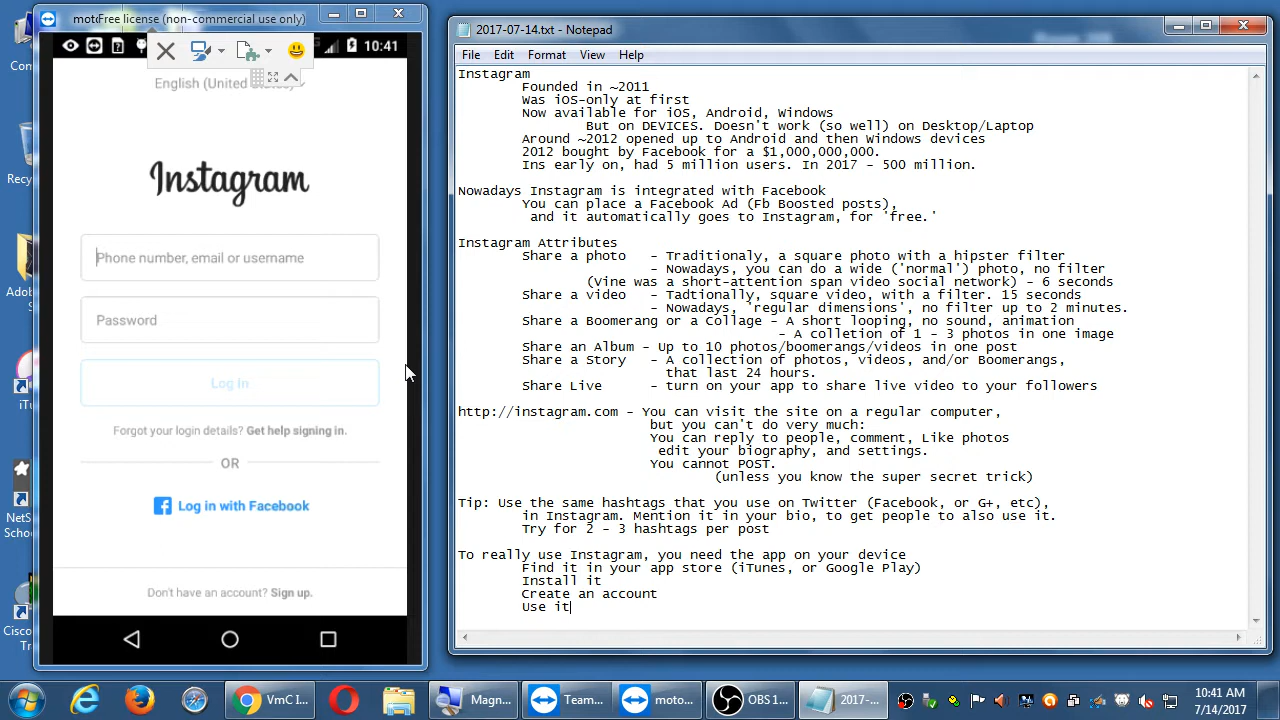 motxFree license (non-commercial use only)
10:41
English (United States)
Instagram
Phone number, email or username
Password
Log in
Forgot your login details? Get help signing in.
OR
Log in with Facebook
Don't have an account? Sign up.
2017-07-14.txt - Notepad
File Edit Format View Help
Instagram
Founded in ~2011
Was iOS-only at first
Now available for iOS, Android, Windows
But on DEVICES. Doesn't work (so well) on Desktop/Laptop
Around ~2012 opened up to Android and then Windows devices
2012 bought by Facebook for a $1,000,000,000.
Ins early on, had 5 million users. In 2017 - 500 million.
Nowadays Instagram is integrated with Facebook
You can place a Facebook Ad (Fb Boosted posts),
and it automatically goes to Instagram, for 'free.'
Instagram Attributes
Share a photo - Traditionaly, a square photo with a hipster filter
- Nowadays, you can do a wide ('normal') photo, no filter
(Vine was a short-attention span video social network) - 6 seconds
Share a video - Tadtionally, square video, with a filter. 15 seconds
- Nowadays, 'regular dimensions', no filter up to 2 minutes.
Share a Boomerang or a Collage - A short looping, no sound, animation
- A colletion of 1 - 3 photos in one image
Share an Album - Up to 10 photos/boomerangs/videos in one post
Share a Story - A collection of photos, videos, and/or Boomerangs,
that last 24 hours.
Share Live - turn on your app to share live video to your followers
http://instagram.com - You can visit the site on a regular computer,
but you can't do very much:
You can reply to people, comment, Like photos
edit your biography, and settings.
You cannot POST.
(unless you know the super secret trick)
Tip: Use the same hashtags that you use on Twitter (Facebook, or G+, etc),
in Instagram. Mention it in your bio, to get people to also use it.
Try for 2 - 3 hashtags per post
To really use Instagram, you need the app on your device
Find it in your app store (iTunes, or Google Play)
Install it
Create an account
Use it
Con
Recyc
Adob
iTu
NetS
Schoo
Cisco
Tra
VmC I...
Magn...
Team...
moto...
OBS 1...
2017-...
10:41 AM
7/14/2017